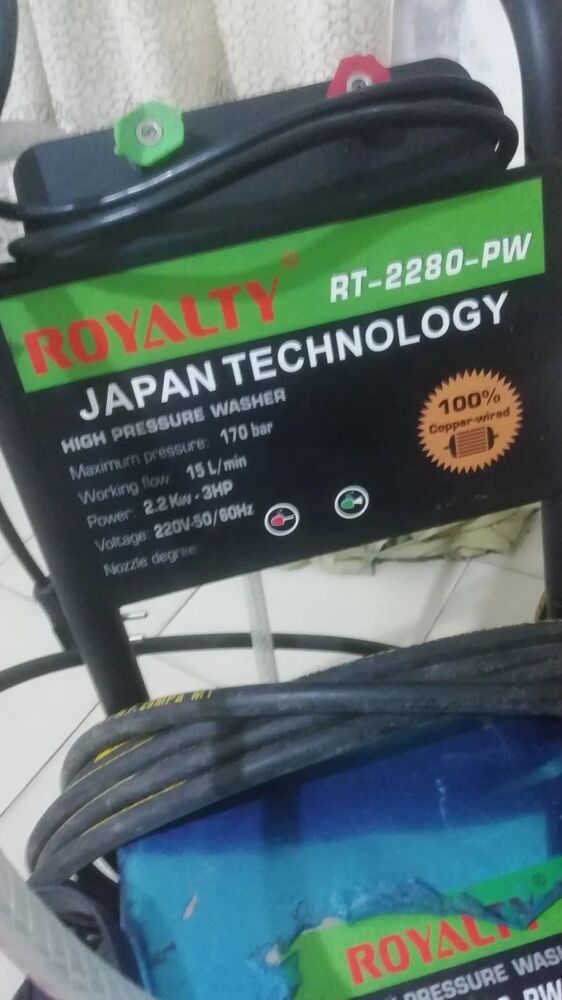 ROYALTY®
RT-2280-PW
JAPAN TECHNOLOGY
HIGH PRESSURE WASHER
Maximum pressure: 170 bar
Working flow: 15 L/min
Power: 2.2 Kw · 3HP
Voltage: 220V-50/60Hz
Nozzle degree:
100%
Copper-wired
ROYALTY®
PRESSURE WASH
PW